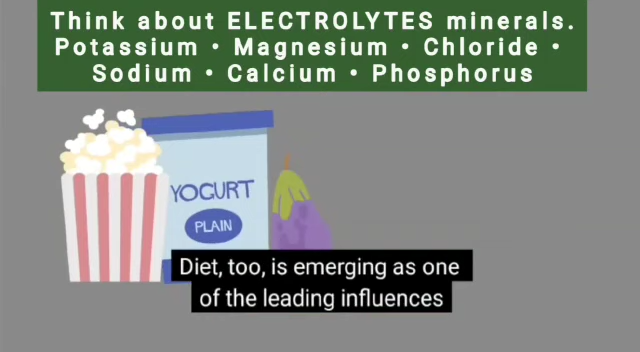 Think about ELECTROLYTES minerals.
Potassium • Magnesium • Chloride •
Sodium • Calcium • Phosphorus
YOGURT
PLAIN
Diet, too, is emerging as one
of the leading influences